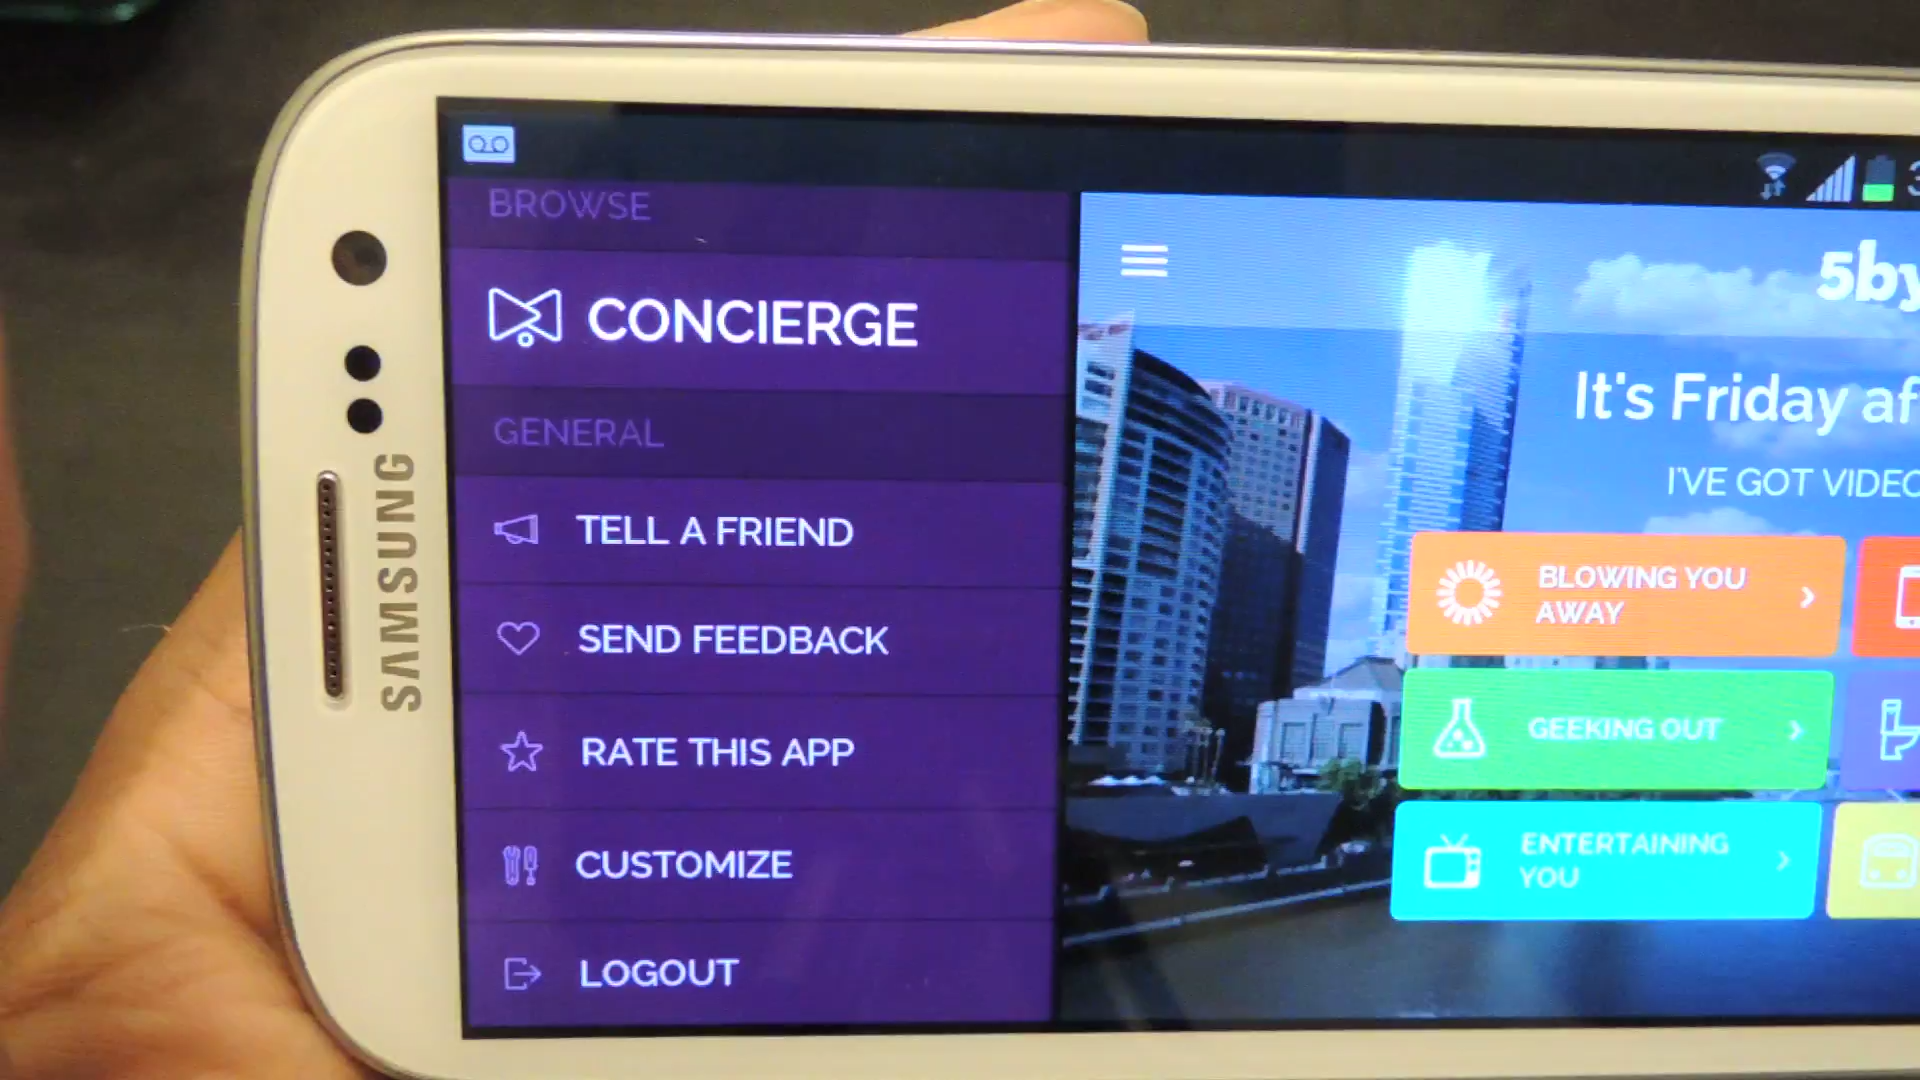 SAMSUNG
BROWSE
CONCIERGE
GENERAL
TELL A FRIEND
SEND FEEDBACK
RATE THIS APP
CUSTOMIZE
LOGOUT
5by
It's Friday af
I'VE GOT VIDEO
BLOWING YOU
AWAY
GEEKING OUT
ENTERTAINING
YOU